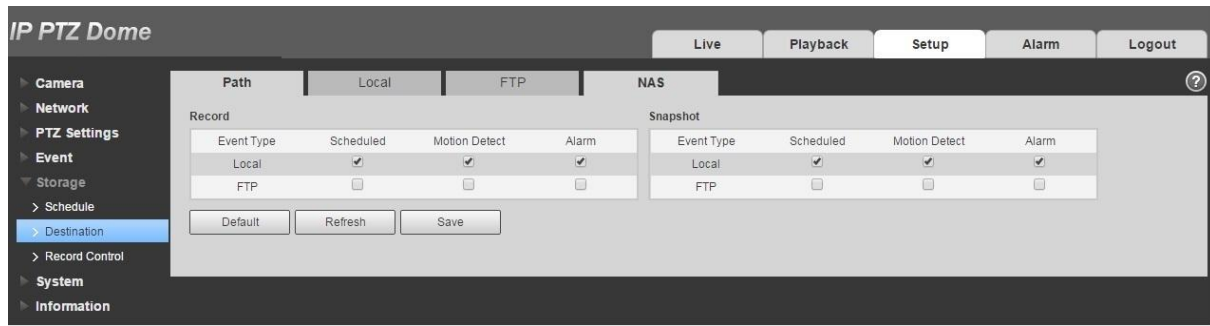 IP PTZ Dome
Live Playback Setup Alarm Logout
Camera
Network
PTZ Settings
Event
Storage
> Schedule
> Destination
> Record Control
System
Information
Path Local FTP NAS
?
Record
Event Type Scheduled Motion Detect Alarm
Local
FTP
Default Refresh Save
Snapshot
Event Type Scheduled Motion Detect Alarm
Local
FTP